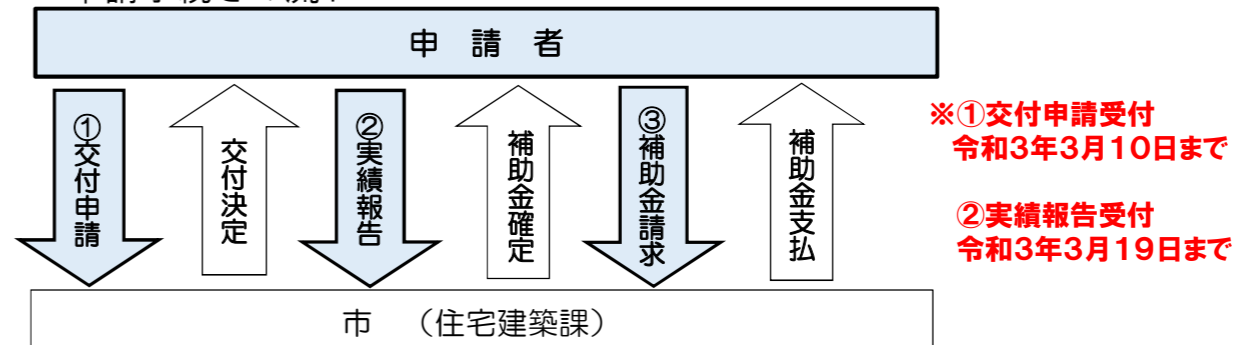 申 請 者
①交付申請
交付決定
②実績報告
補助金確定
③補助金請求
補助金支払
※①交付申請受付
令和3年3月10日まで
②実績報告受付
令和3年3月19日まで
市 （住宅建築課）